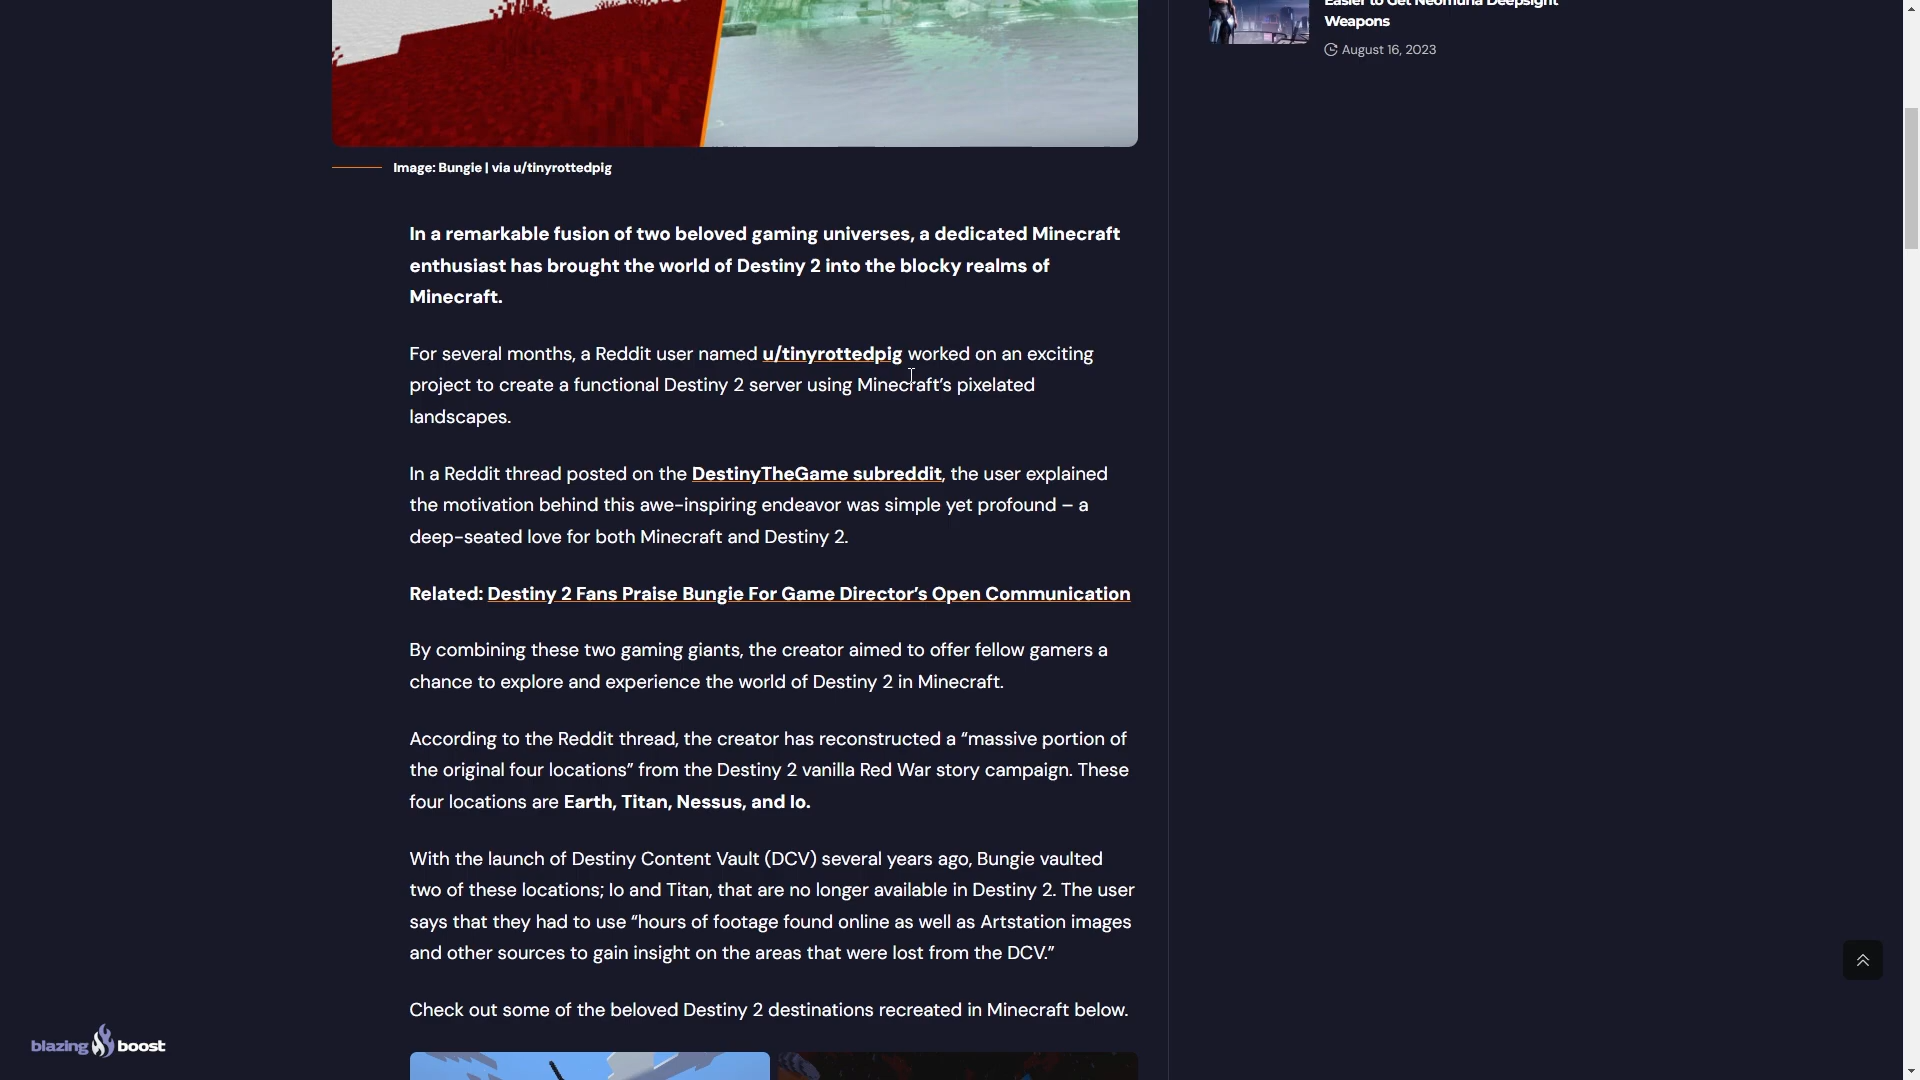 Easier to Get Neomuna Deepsight
Weapons
August 16, 2023
Image: Bungie | via u/tinyrottedpig
In a remarkable fusion of two beloved gaming universes, a dedicated Minecraft
enthusiast has brought the world of Destiny 2 into the blocky realms of
Minecraft.
For several months, a Reddit user named u/tinyrottedpig worked on an exciting
project to create a functional Destiny 2 server using Minecraft’s pixelated
landscapes.
In a Reddit thread posted on the DestinyTheGame subreddit, the user explained
the motivation behind this awe-inspiring endeavor was simple yet profound – a
deep-seated love for both Minecraft and Destiny 2.
Related: Destiny 2 Fans Praise Bungie For Game Director’s Open Communication
By combining these two gaming giants, the creator aimed to offer fellow gamers a
chance to explore and experience the world of Destiny 2 in Minecraft.
According to the Reddit thread, the creator has reconstructed a “massive portion of
the original four locations” from the Destiny 2 vanilla Red War story campaign. These
four locations are Earth, Titan, Nessus, and Io.
With the launch of Destiny Content Vault (DCV) several years ago, Bungie vaulted
two of these locations; Io and Titan, that are no longer available in Destiny 2. The user
says that they had to use “hours of footage found online as well as Artstation images
and other sources to gain insight on the areas that were lost from the DCV.”
Check out some of the beloved Destiny 2 destinations recreated in Minecraft below.
blazing boost